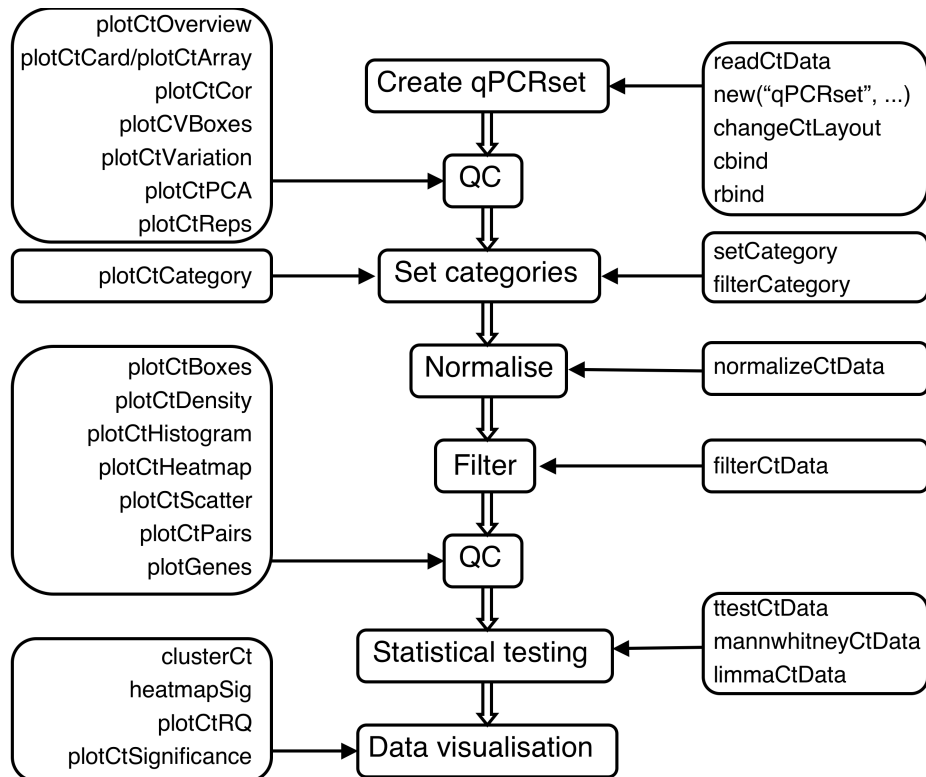 plotCtOverview
plotCtCard/plotCtArray
plotCtCor
plotCVBoxes
plotCtVariation
plotCtPCA
plotCtReps
Create qPCRset
readCtData
new(“qPCRset”, ...)
changeCtLayout
cbind
rbind
QC
plotCtCategory
Set categories
setCategory
filterCategory
Normalise
normalizeCtData
plotCtBoxes
plotCtDensity
plotCtHistogram
plotCtHeatmap
plotCtScatter
plotCtPairs
plotGenes
Filter
filterCtData
QC
Statistical testing
ttestCtData
mannwhitneyCtData
limmaCtData
clusterCt
heatmapSig
plotCtRQ
plotCtSignificance
Data visualisation